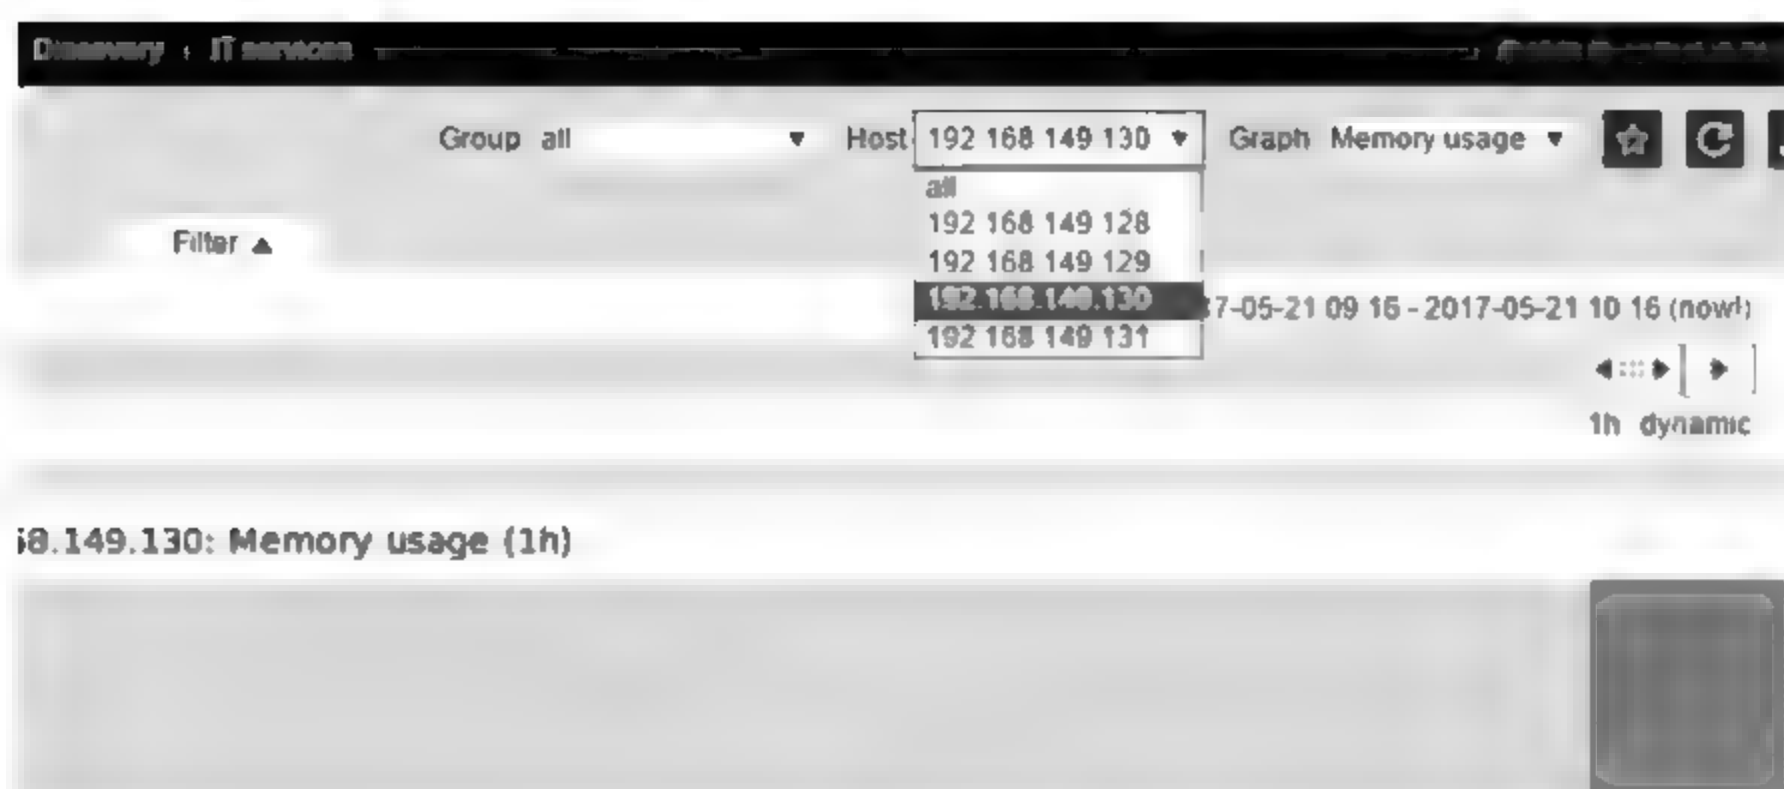 Discovery IT services
Group all Host 192 168 149 130 Graph Memory usage
all
192 168 149 128
Filter
192 168 149 129
192.168.149.130
7-05-21 09 16 - 2017-05-21 10 16 (now!)
192 168 149 131
1h dynamic
58.149.130: Memory usage (1h)